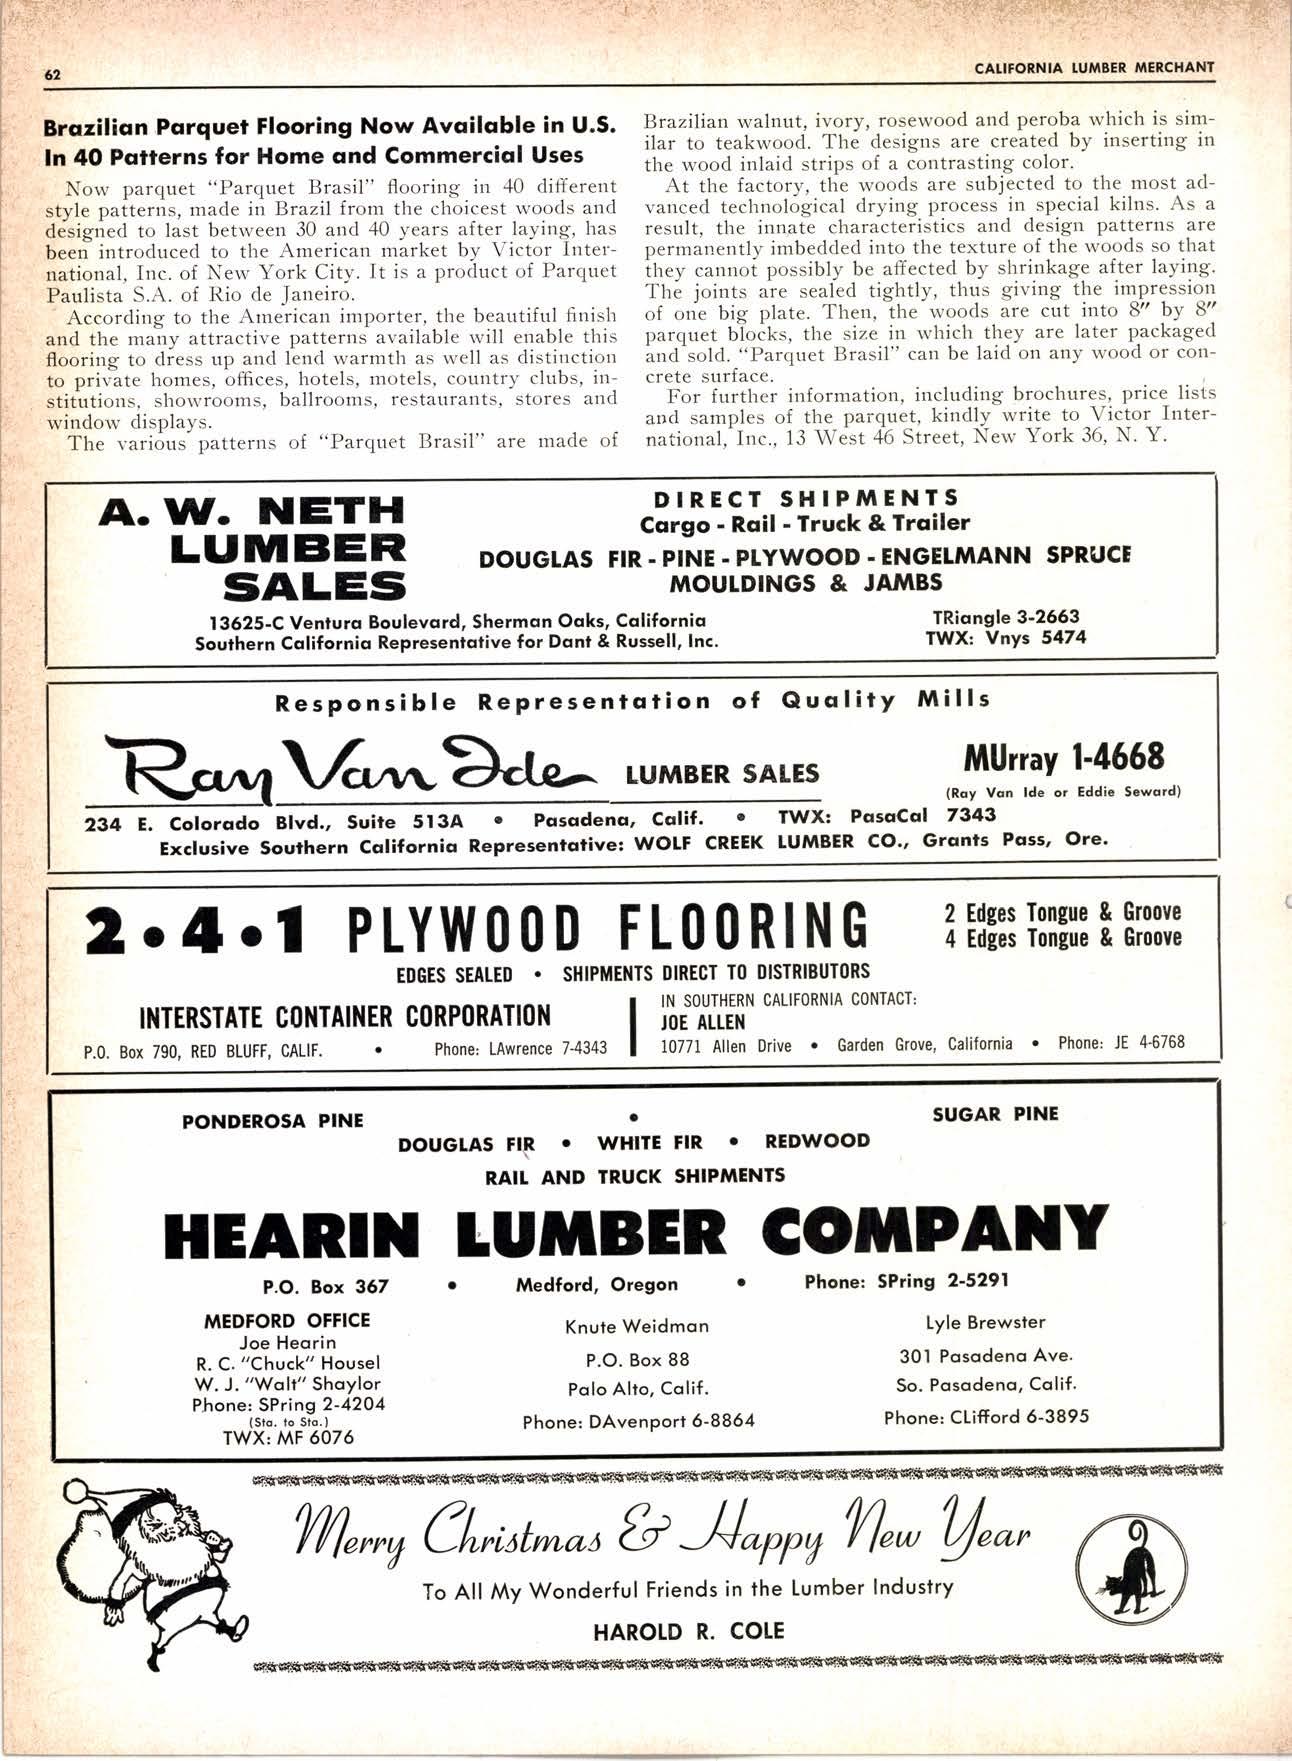 62
CALIFORNIA LUMBER MERCHANT
Brazilian Parquet Flooring Now Available in U.S.
In 40 Patterns for Home and Commercial Uses
Now parquet "Parquet Brasil" flooring in 40 different
style patterns, made in Brazil from the choicest woods and
designed to last between 30 and 40 years after laying, has
been introduced to the American market by Victor Inter-
national, Inc. of New York City. It is a product of Parquet
Paulista S.A. of Rio de Janeiro.
According to the American importer, the beautiful finish
and the many attractive patterns available will enable this
flooring to dress up and lend warmth as well as distinction
to private homes, offices, hotels, motels, country clubs, in-
stitutions, showrooms, ballrooms, restaurants, stores and
window displays.
The various patterns of "Parquet Brasil" are made of
Brazilian walnut, ivory, rosewood and peroba which is sim-
ilar to teakwood. The designs are created by inserting in
the wood inlaid strips of a contrasting color.
At the factory, the woods are subjected to the most ad-
vanced technological drying process in special kilns. As a
result, the innate characteristics and design patterns are
permanently imbedded into the texture of the woods so that
they cannot possibly be affected by shrinkage after laying.
The joints are sealed tightly, thus giving the impression
of one big plate. Then, the woods are cut into 8" by 8"
parquet blocks, the size in which they are later packaged
and sold. "Parquet Brasil" can be laid on any wood or con-
crete surface.
For further information, including brochures, price lists
and samples of the parquet, kindly write to Victor Inter-
national, Inc., 13 West 46 Street, New York 36, N. Y.
A. W. NETH
LUMBER
SALES
DIRECT SHIPMENTS
Cargo - Rail - Truck & Trailer
DOUGLAS FIR - PINE - PLYWOOD - ENGELMANN SPRUCE
MOULDINGS & JAMBS
13625-C Ventura Boulevard, Sherman Oaks, California
Southern California Representative for Dant & Russell, Inc.
TRiangle 3-2663
TWX: Vnys 5474
Responsible Representation of Quality Mills
Ray Van Ide LUMBER SALES
MUrray 1-4668
(Ray Van Ide or Eddie Seward)
234 E. Colorado Blvd., Suite 513A • Pasadena, Calif. • TWX: PasaCal 7343
Exclusive Southern California Representative: WOLF CREEK LUMBER CO., Grants Pass, Ore.
2•4•1 PLYWOOD FLOORING
2 Edges Tongue & Groove
4 Edges Tongue & Groove
EDGES SEALED • SHIPMENTS DIRECT TO DISTRIBUTORS
INTERSTATE CONTAINER CORPORATION
P.O. Box 790, RED BLUFF, CALIF. • Phone: LAwrence 7-4343
IN SOUTHERN CALIFORNIA CONTACT:
JOE ALLEN
10771 Allen Drive • Garden Grove, California • Phone: JE 4-6768
PONDEROSA PINE • SUGAR PINE
DOUGLAS FIR • WHITE FIR • REDWOOD
RAIL AND TRUCK SHIPMENTS
HEARIN LUMBER COMPANY
P.O. Box 367 • Medford, Oregon • Phone: SPring 2-5291
MEDFORD OFFICE
Joe Hearin
R. C. "Chuck" Housel
W. J. "Walt" Shaylor
Phone: SPring 2-4204
(Sta. to Sta.)
TWX: MF 6076
Knute Weidman
P.O. Box 88
Palo Alto, Calif.
Phone: DAvenport 6-8864
Lyle Brewster
301 Pasadena Ave.
So. Pasadena, Calif.
Phone: CLifford 6-3895
Merry Christmas & Happy New Year
To All My Wonderful Friends in the Lumber Industry
HAROLD R. COLE